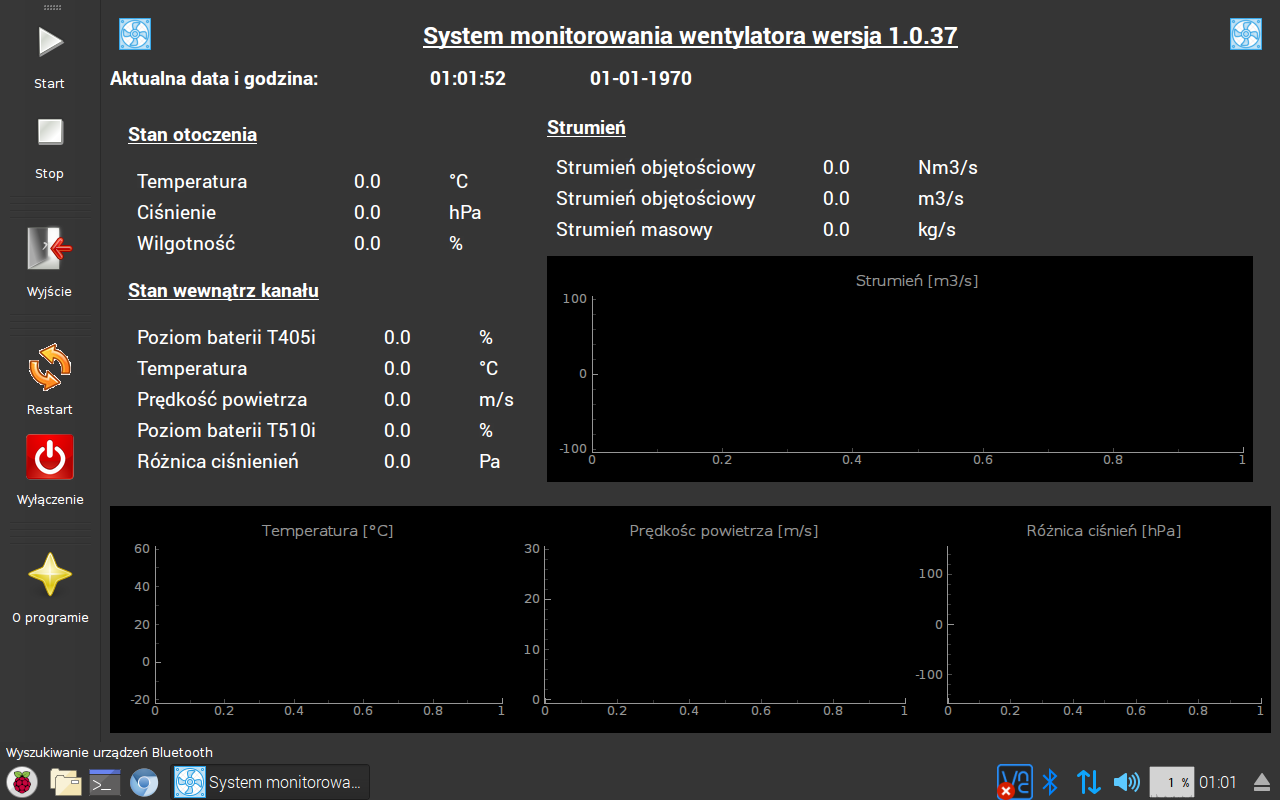 System monitorowania wentylatora wersja 1.0.37
Aktualna data i godzina: 01:01:52 01-01-1970
Start
Stop
Wyjście
Restart
Wyłączenie
O programie
Stan otoczenia
Temperatura 0.0 °C
Ciśnienie 0.0 hPa
Wilgotność 0.0 %
Stan wewnątrz kanału
Poziom baterii T405i 0.0 %
Temperatura 0.0 °C
Prędkość powietrza 0.0 m/s
Poziom baterii T510i 0.0 %
Różnica ciśnienień 0.0 Pa
Strumień
Strumień objętościowy 0.0 Nm3/s
Strumień objętościowy 0.0 m3/s
Strumień masowy 0.0 kg/s
Strumień [m3/s]
100
0
-100
0 0.2 0.4 0.6 0.8 1
Temperatura [°C]
60
40
20
0
-20
0 0.2 0.4 0.6 0.8 1
Prędkośc powietrza [m/s]
30
20
10
0
0 0.2 0.4 0.6 0.8 1
Różnica ciśnień [hPa]
100
0
-100
0 0.2 0.4 0.6 0.8 1
Wyszukiwanie urządzeń Bluetooth
>_
System monitorowa...
VNC
1 %
01:01